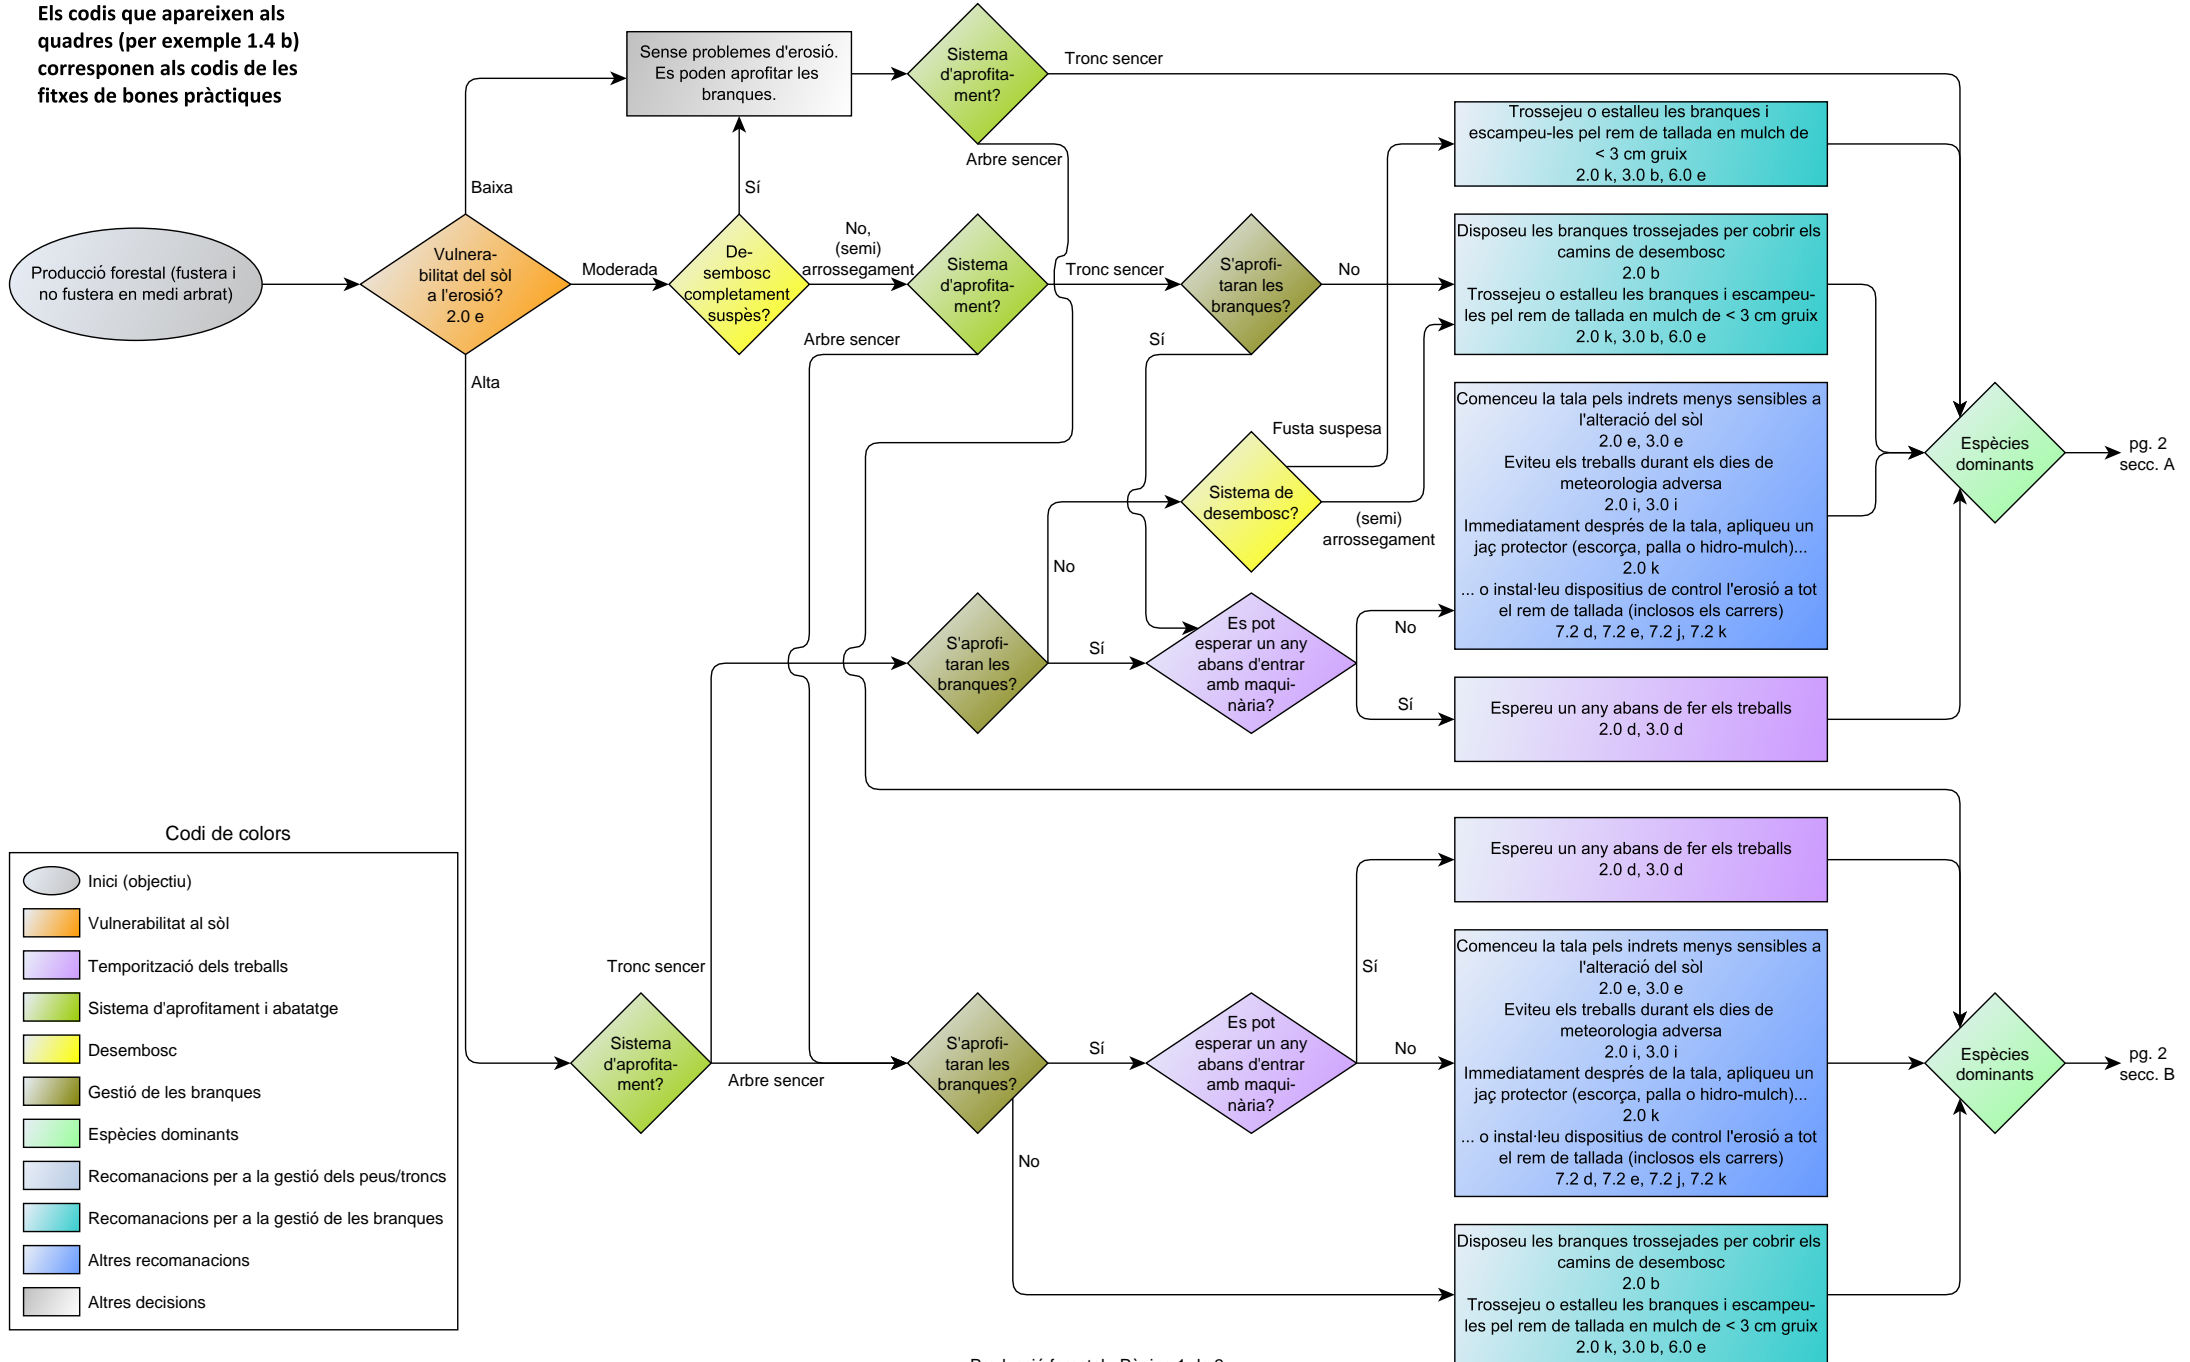 Els codis que apareixen als
quadres (per exemple 1.4 b)
corresponen als codis de les
fitxes de bones pràctiques
Sense problemes d'erosió.
Es poden aprofitar les
branques.
Sistema
d'aprofita-
ment?
Tronc sencer
Arbre sencer
Trossejeu o estalleu les branques i
escampeu-les pel rem de tallada en mulch de
< 3 cm gruix
2.0 k, 3.0 b, 6.0 e
Baixa
Sí
Producció forestal (fustera i
no fustera en medi arbrat)
Vulnera-
bilitat del sòl
a l'erosió?
2.0 e
Moderada
De-
sembosc
completament
suspès?
No,
(semi)
arrossegament
Sistema
d'aprofita-
ment?
Tronc sencer
S'aprofi-
taran les
branques?
No
Disposeu les branques trossejades per cobrir els
camins de desembosc
2.0 b
Trossejeu o estalleu les branques i escampeu-
les pel rem de tallada en mulch de < 3 cm gruix
2.0 k, 3.0 b, 6.0 e
Arbre sencer
Sí
Alta
Fusta suspesa
Sistema de
desembosc?
(semi)
arrossegament
Comenceu la tala pels indrets menys sensibles a
l'alteració del sòl
2.0 e, 3.0 e
Eviteu els treballs durant els dies de
meteorologia adversa
2.0 i, 3.0 i
Immediatament després de la tala, apliqueu un
jaç protector (escorça, palla o hidro-mulch)...
2.0 k
... o instal·leu dispositius de control l'erosió a tot
el rem de tallada (inclosos els carrers)
7.2 d, 7.2 e, 7.2 j, 7.2 k
Espècies
dominants
pg. 2
secc. A
No
S'aprofi-
taran les
branques?
Sí
Es pot
esperar un any
abans d'entrar
amb maqui-
nària?
No
Sí
Espereu un any abans de fer els treballs
2.0 d, 3.0 d
Codi de colors
Inici (objectiu)
Vulnerabilitat al sòl
Temporització dels treballs
Sistema d'aprofitament i abatatge
Desembosc
Gestió de les branques
Espècies dominants
Recomanacions per a la gestió dels peus/troncs
Recomanacions per a la gestió de les branques
Altres recomanacions
Altres decisions
Tronc sencer
Sistema
d'aprofita-
ment?
Arbre sencer
S'aprofi-
taran les
branques?
Sí
No
Es pot
esperar un any
abans d'entrar
amb maqui-
nària?
Sí
No
Espereu un any abans de fer els treballs
2.0 d, 3.0 d
Comenceu la tala pels indrets menys sensibles a
l'alteració del sòl
2.0 e, 3.0 e
Eviteu els treballs durant els dies de
meteorologia adversa
2.0 i, 3.0 i
Immediatament després de la tala, apliqueu un
jaç protector (escorça, palla o hidro-mulch)...
2.0 k
... o instal·leu dispositius de control l'erosió a tot
el rem de tallada (inclosos els carrers)
7.2 d, 7.2 e, 7.2 j, 7.2 k
Espècies
dominants
pg. 2
secc. B
Disposeu les branques trossejades per cobrir els
camins de desembosc
2.0 b
Trossejeu o estalleu les branques i escampeu-
les pel rem de tallada en mulch de < 3 cm gruix
2.0 k, 3.0 b, 6.0 e